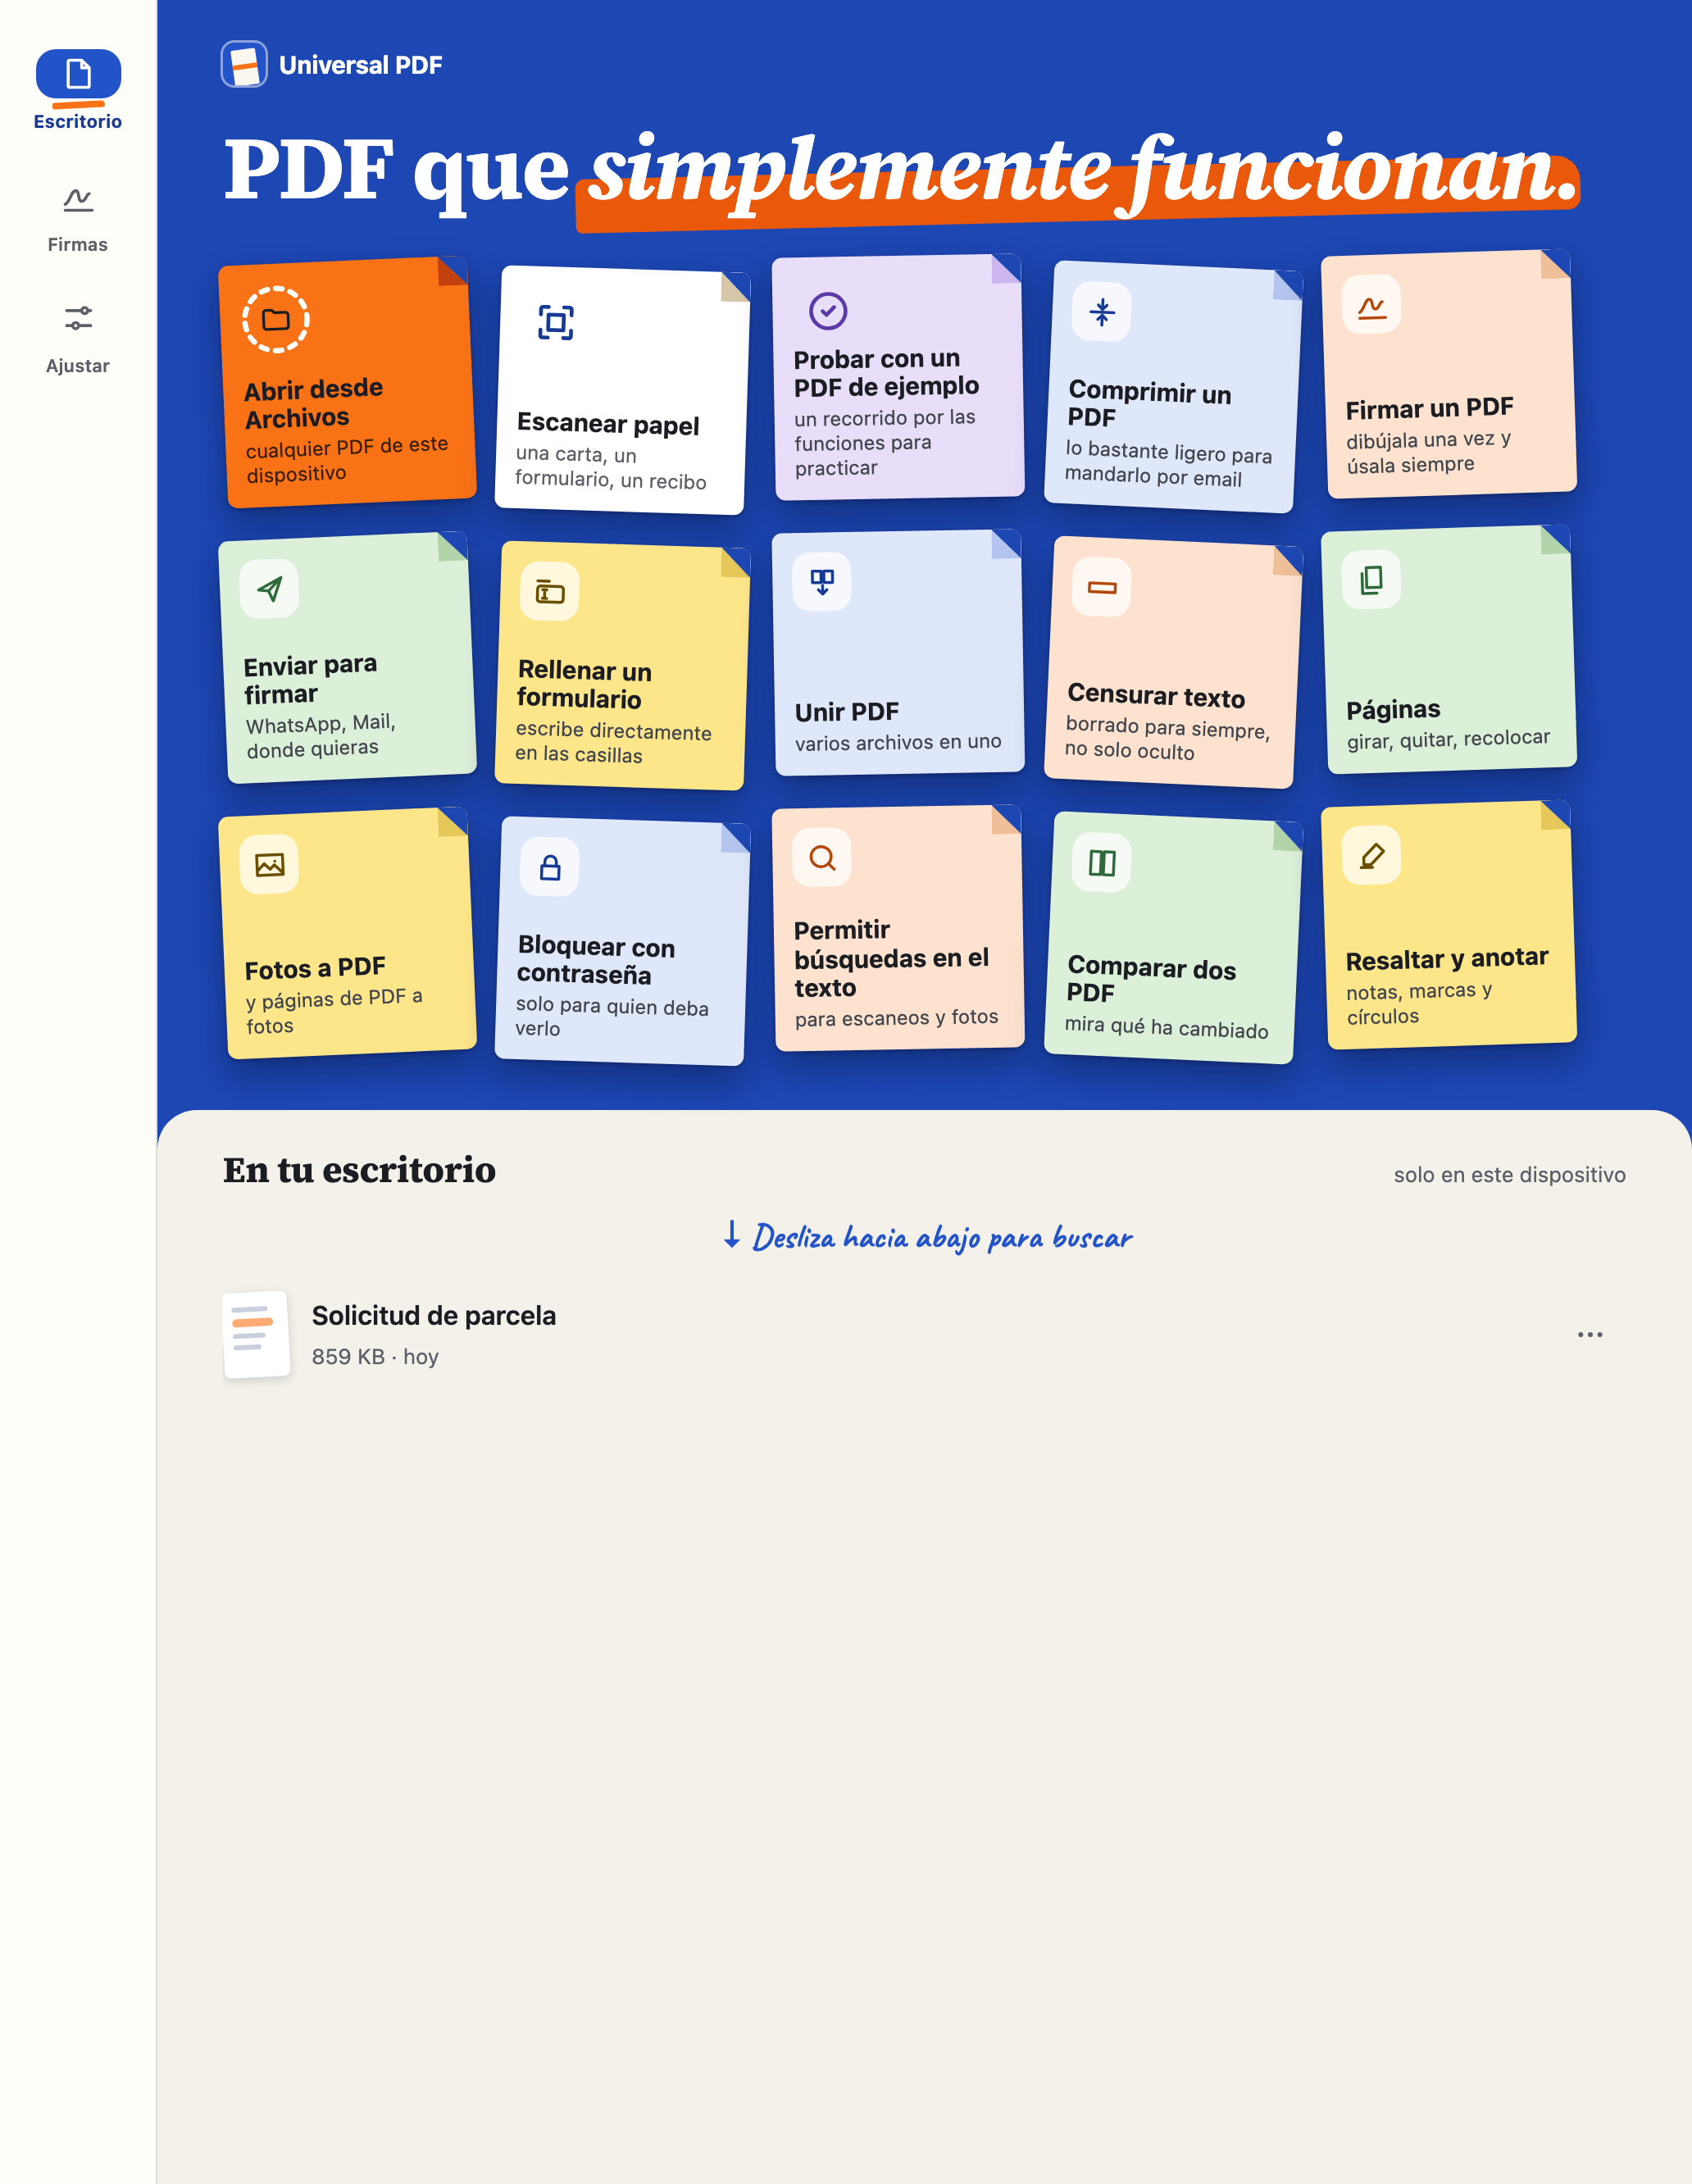 Escritorio
Firmas
Ajustar
Universal PDF
PDF que simplemente funcionan.
Abrir desde
Archivos
cualquier PDF de este
dispositivo
Escanear papel
una carta, un
formulario, un recibo
Probar con un
PDF de ejemplo
un recorrido por las
funciones para
practicar
Comprimir un
PDF
lo bastante ligero para
mandarlo por email
Firmar un PDF
dibújala una vez y
úsala siempre
Enviar para
firmar
WhatsApp, Mail,
donde quieras
Rellenar un
formulario
escribe directamente
en las casillas
Unir PDF
varios archivos en uno
Censurar texto
borrado para siempre,
no solo oculto
Páginas
girar, quitar, recolocar
Fotos a PDF
y páginas de PDF a
fotos
Bloquear con
contraseña
solo para quien deba
verlo
Permitir
búsquedas en el
texto
para escaneos y fotos
Comparar dos
PDF
mira qué ha cambiado
Resaltar y anotar
notas, marcas y
círculos
En tu escritorio
solo en este dispositivo
↓ Desliza hacia abajo para buscar
Solicitud de parcela
859 KB · hoy